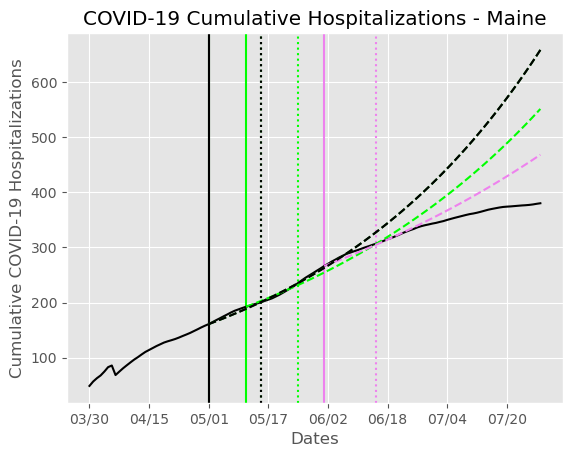 COVID-19 Cumulative Hospitalizations - Maine
Cumulative COVID-19 Hospitalizations
600
500
400
300
200
100
03/30 04/15 05/01 05/17 06/02 06/18 07/04 07/20
Dates